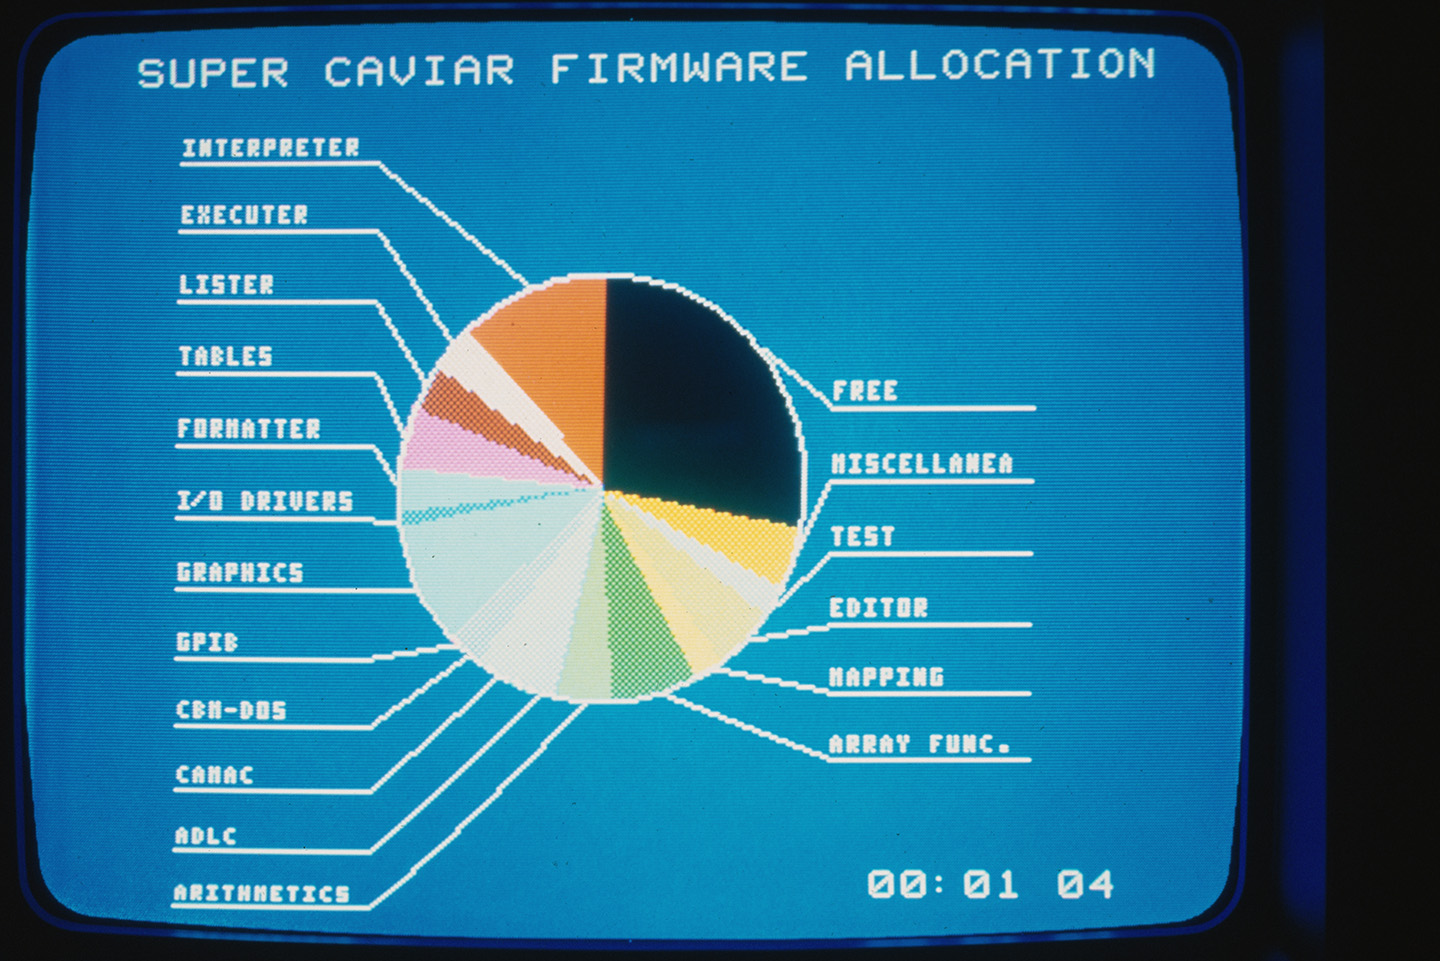 SUPER CAVIAR FIRMWARE ALLOCATION
INTERPRETER
EXECUTER
LISTER
TABLES
FORMATTER
I/O DRIVERS
GRAPHICS
GPIB
CBM-DOS
CAMAC
ADLC
ARITHMETICS
FREE
MISCELLANEA
TEST
EDITOR
MAPPING
ARRAY FUNC.
00:01 04